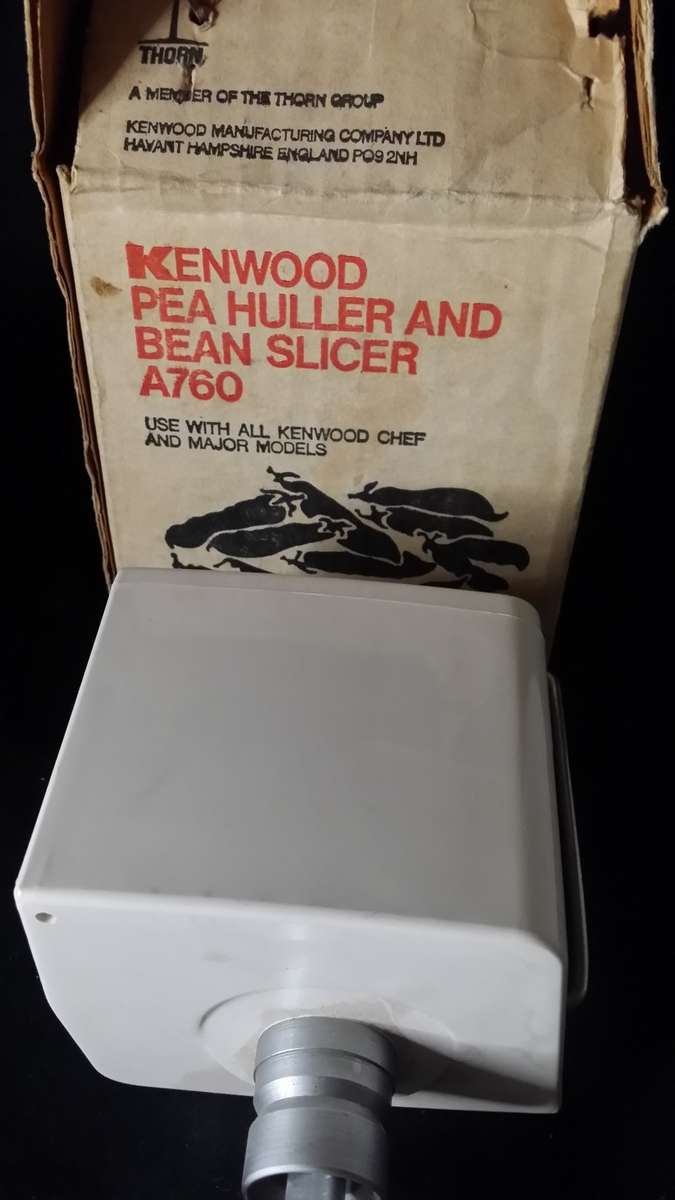 THORN
A MEMBER OF THE THORN GROUP
KENWOOD MANUFACTURING COMPANY LTD
HAVANT HAMPSHIRE ENGLAND PO9 2NH
KENWOOD
PEA HULLER AND
BEAN SLICER
A760
USE WITH ALL KENWOOD CHEF
AND MAJOR MODELS